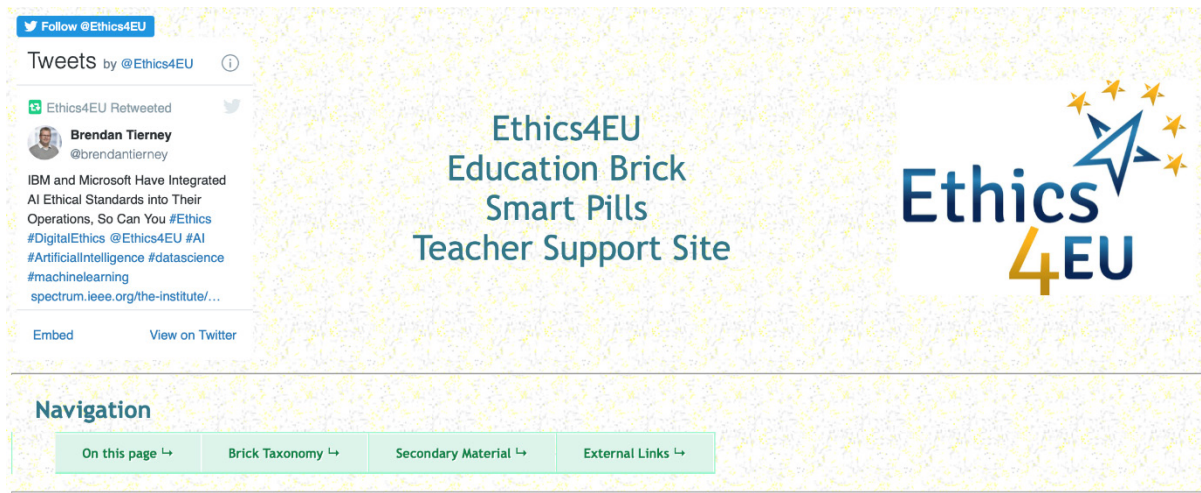 Follow @Ethics4EU
Tweets by @Ethics4EU
Ethics4EU Retweeted
Brendan Tierney
@brendantierney
IBM and Microsoft Have Integrated
AI Ethical Standards into Their
Operations, So Can You #Ethics
#DigitalEthics @Ethics4EU #AI
#ArtificialIntelligence #datascience
#machinelearning
spectrum.ieee.org/the-institute/…
Embed View on Twitter
Ethics4EU
Education Brick
Smart Pills
Teacher Support Site
Ethics
4EU
Navigation
On this page ↪ Brick Taxonomy ↪ Secondary Material ↪ External Links ↪